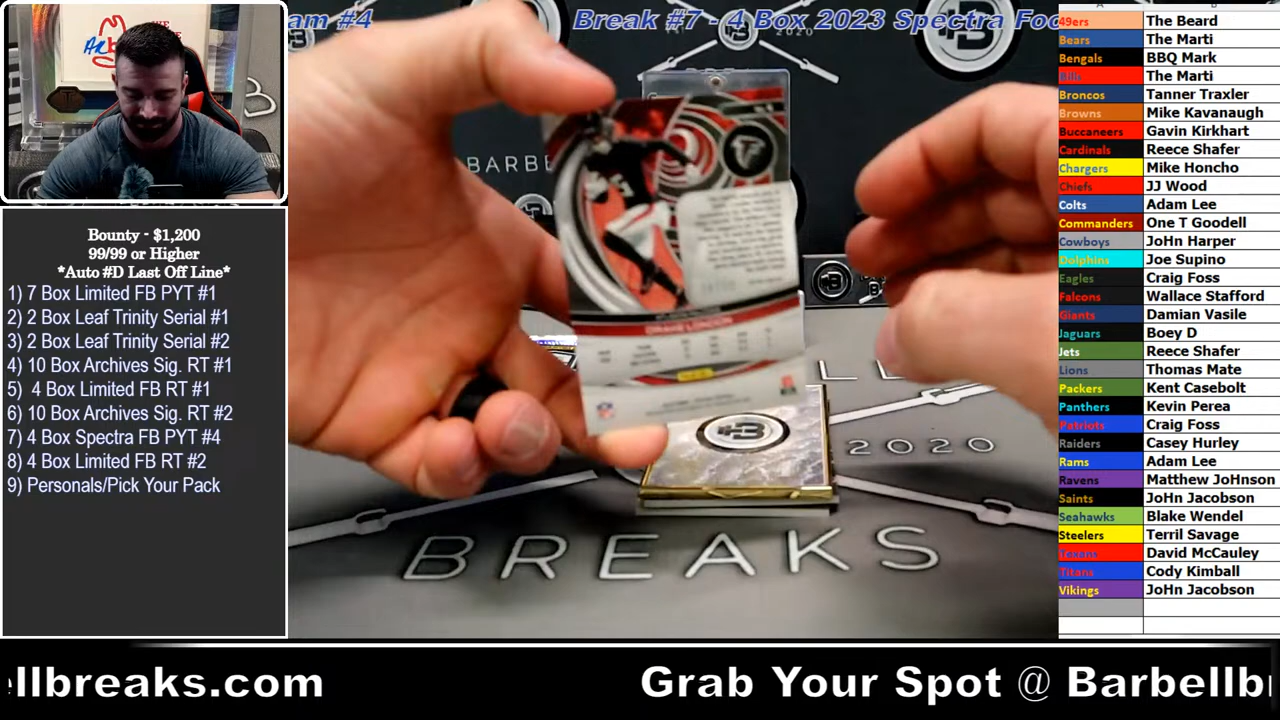 am #4
Break #7 - 4 Box 2023 Spectra Foo
Bounty - $1,200
99/99 or Higher
*Auto #D Last Off Line*
1) 7 Box Limited FB PYT #1
2) 2 Box Leaf Trinity Serial #1
3) 2 Box Leaf Trinity Serial #2
4) 10 Box Archives Sig. RT #1
5) 4 Box Limited FB RT #1
6) 10 Box Archives Sig. RT #2
7) 4 Box Spectra FB PYT #4
8) 4 Box Limited FB RT #2
9) Personals/Pick Your Pack
BARBE
DRAKE LONDON
2020
BREAKS
49ers The Beard
Bears The Marti
Bengals BBQ Mark
Bills The Marti
Broncos Tanner Traxler
Browns Mike Kavanaugh
Buccaneers Gavin Kirkhart
Cardinals Reece Shafer
Chargers Mike Honcho
Chiefs JJ Wood
Colts Adam Lee
Commanders One T Goodell
Cowboys JoHn Harper
Dolphins Joe Supino
Eagles Craig Foss
Falcons Wallace Stafford
Giants Damian Vasile
Jaguars Boey D
Jets Reece Shafer
Lions Thomas Mate
Packers Kent Casebolt
Panthers Kevin Perea
Patriots Craig Foss
Raiders Casey Hurley
Rams Adam Lee
Ravens Matthew JoHnson
Saints JoHn Jacobson
Seahawks Blake Wendel
Steelers Terril Savage
Texans David McCauley
Titans Cody Kimball
Vikings JoHn Jacobson
ellbreaks.com
Grab Your Spot @ Barbellb